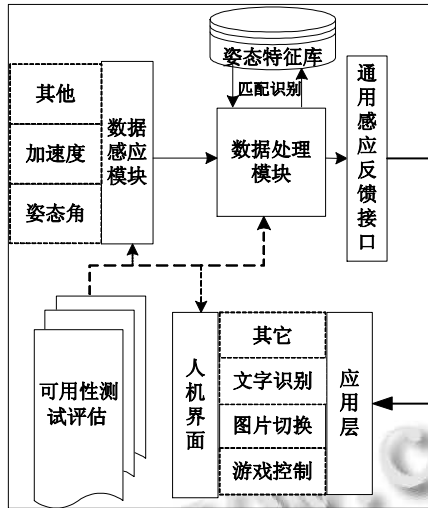 姿态特征库
匹配识别
其他
加速度
姿态角
数据
感应
模块
数据处理
模块
通用感应反馈接口
可用性测
试评估
人机界面
其它
文字识别
图片切换
游戏控制
应用层